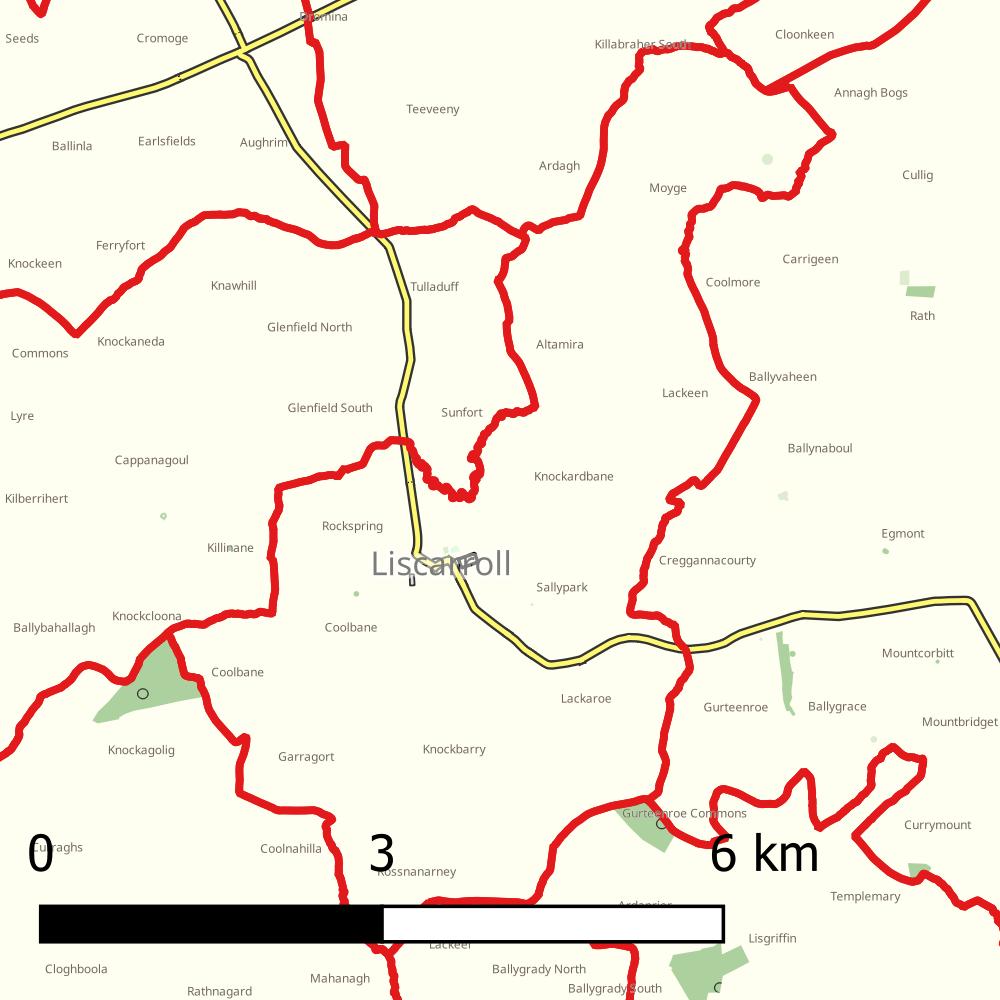 Dromina
Seeds
Cromoge
Cloonkeen
Killabraher South
Annagh Bogs
Teeveeny
Ballinla
Earlsfields
Aughrim
Ardagh
Cullig
Moyge
Ferryfort
Knockeen
Carrigeen
Knawhill
Tulladuff
Coolmore
Rath
Glenfield North
Knockaneda
Altamira
Commons
Ballyvaheen
Lackeen
Glenfield South
Sunfort
Lyre
Ballynaboul
Cappanagoul
Knockardbane
Kilberrihert
Rockspring
Egmont
Killinane
Liscarroll
Creggannacourty
Sallypark
Knockcloona
Ballybahallagh
Coolbane
Mountcorbitt
Coolbane
Lackaroe
Gurteenroe
Ballygrace
Mountbridget
Knockagolig
Garragort
Knockbarry
Gurteenroe Commons
Currymount
Curraghs
Coolnahilla
0
3
6 km
Rossnanarney
Templemary
Ardaprior
Lackeel
Lisgriffin
Cloghboola
Ballygrady North
Mahanagh
Rathnagard
Ballygrady South